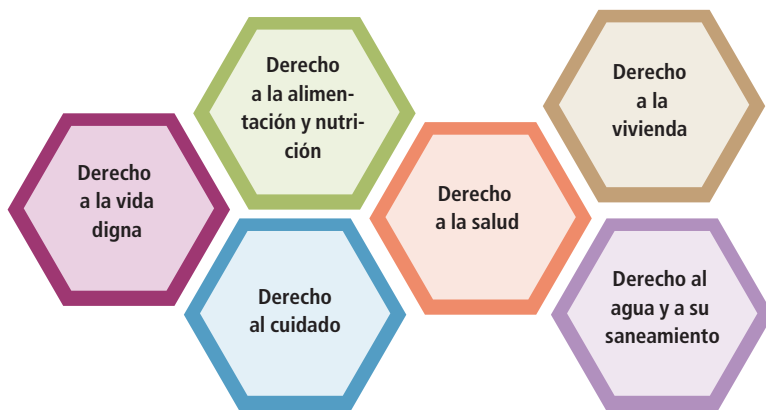 Derecho
a la vida
digna
Derecho
a la alimen-
tación y nutri-
ción
Derecho
al cuidado
Derecho
a la salud
Derecho
a la
vivienda
Derecho al
agua y a su
saneamiento